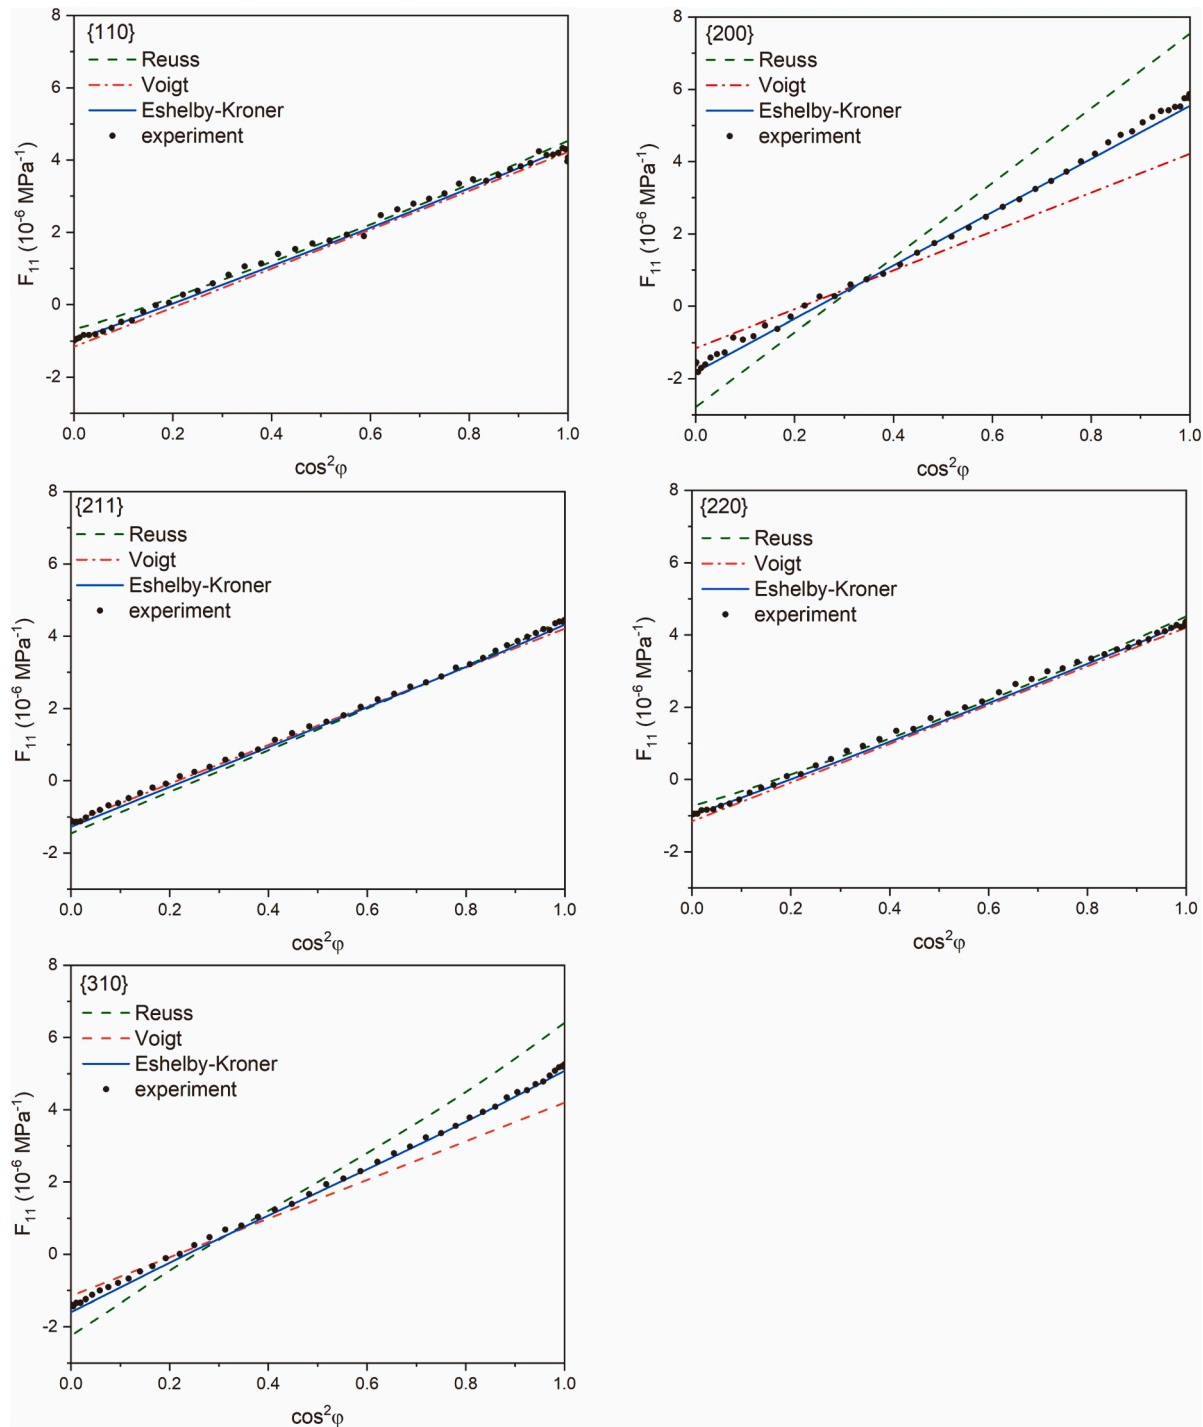 {110}
Reuss
Voigt
Eshelby-Kroner
experiment
8
6
4
2
0
-2
F₁₁ (10⁻⁶ MPa⁻¹)
0.0 0.2 0.4 0.6 0.8 1.0
cos²φ
{200}
Reuss
Voigt
Eshelby-Kroner
experiment
8
6
4
2
0
-2
F₁₁ (10⁻⁶ MPa⁻¹)
0.0 0.2 0.4 0.6 0.8 1.0
cos²φ
{211}
Reuss
Voigt
Eshelby-Kroner
experiment
8
6
4
2
0
-2
F₁₁ (10⁻⁶ MPa⁻¹)
0.0 0.2 0.4 0.6 0.8 1.0
cos²φ
{220}
Reuss
Voigt
Eshelby-Kroner
experiment
8
6
4
2
0
-2
F₁₁ (10⁻⁶ MPa⁻¹)
0.0 0.2 0.4 0.6 0.8 1.0
cos²φ
{310}
Reuss
Voigt
Eshelby-Kroner
experiment
8
6
4
2
0
-2
F₁₁ (10⁻⁶ MPa⁻¹)
0.0 0.2 0.4 0.6 0.8 1.0
cos²φ